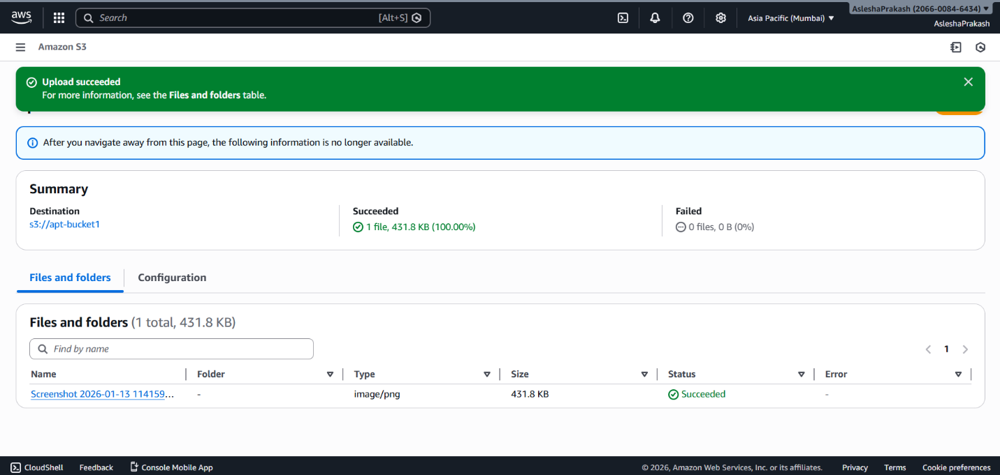 aws
Search [Alt+S]
Asia Pacific (Mumbai) ▼
AsleshaPrakash (2066-0084-6434) ▼
AsleshaPrakash
Amazon S3
Upload succeeded
For more information, see the Files and folders table.
After you navigate away from this page, the following information is no longer available.
Summary
Destination
s3://apt-bucket1
Succeeded
1 file, 431.8 KB (100.00%)
Failed
0 files, 0 B (0%)
Files and folders
Configuration
Files and folders (1 total, 431.8 KB)
Find by name
1
Name Folder Type Size Status Error
Screenshot 2026-01-13 114159... - image/png 431.8 KB Succeeded -
CloudShell Feedback Console Mobile App © 2026, Amazon Web Services, Inc. or its affiliates. Privacy Terms Cookie preferences